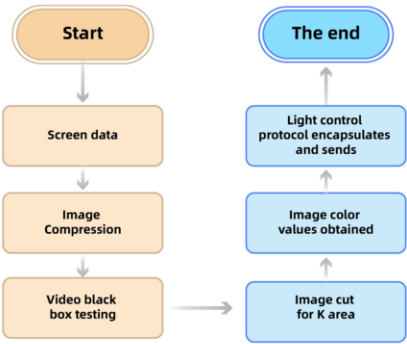 Start
Screen data
Image
Compression
Video black
box testing
Image cut
for K area
Image color
values obtained
Light control
protocol encapsulates
and sends
The end